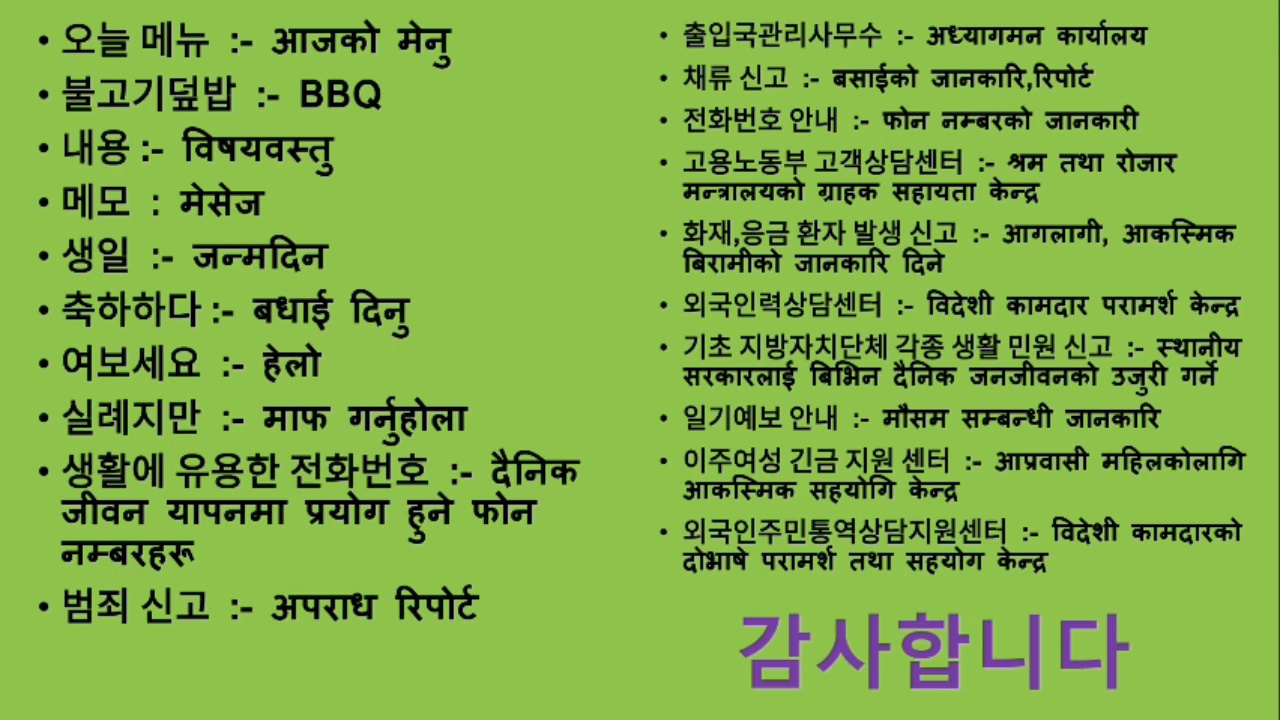 • 오늘 메뉴 :- आजको मेनु
• 불고기덮밥 :- BBQ
• 내용 :- विषयवस्तु
• 메모 : मेसेज
• 생일 :- जन्मदिन
• 축하하다 :- बधाई दिनु
• 여보세요 :- हेलो
• 실례지만 :- माफ गर्नुहोला
• 생활에 유용한 전화번호 :- दैनिक
जीवन यापनमा प्रयोग हुने फोन
नम्बरहरू
• 범죄 신고 :- अपराध रिपोर्ट
• 출입국관리사무수 :- अध्यागमन कार्यालय
• 채류 신고 :- बसाईको जानकारि,रिपोर्ट
• 전화번호 안내 :- फोन नम्बरको जानकारी
• 고용노동부 고객상담센터 :- श्रम तथा रोजार
मन्त्रालयको ग्राहक सहायता केन्द्र
• 화재,응금 환자 발생 신고 :- आगलागी, आकस्मिक
बिरामीको जानकारि दिने
• 외국인력상담센터 :- विदेशी कामदार परामर्श केन्द्र
• 기초 지방자치단체 각종 생활 민원 신고 :- स्थानीय
सरकारलाई बिभिन दैनिक जनजीवनको उजुरी गर्ने
• 일기예보 안내 :- मौसम सम्बन्धी जानकारि
• 이주여성 긴금 지원 센터 :- आप्रवासी महिलकोलागि
आकस्मिक सहयोगि केन्द्र
• 외국인주민통역상담지원센터 :- विदेशी कामदारको
दोभाषे परामर्श तथा सहयोग केन्द्र
감사합니다